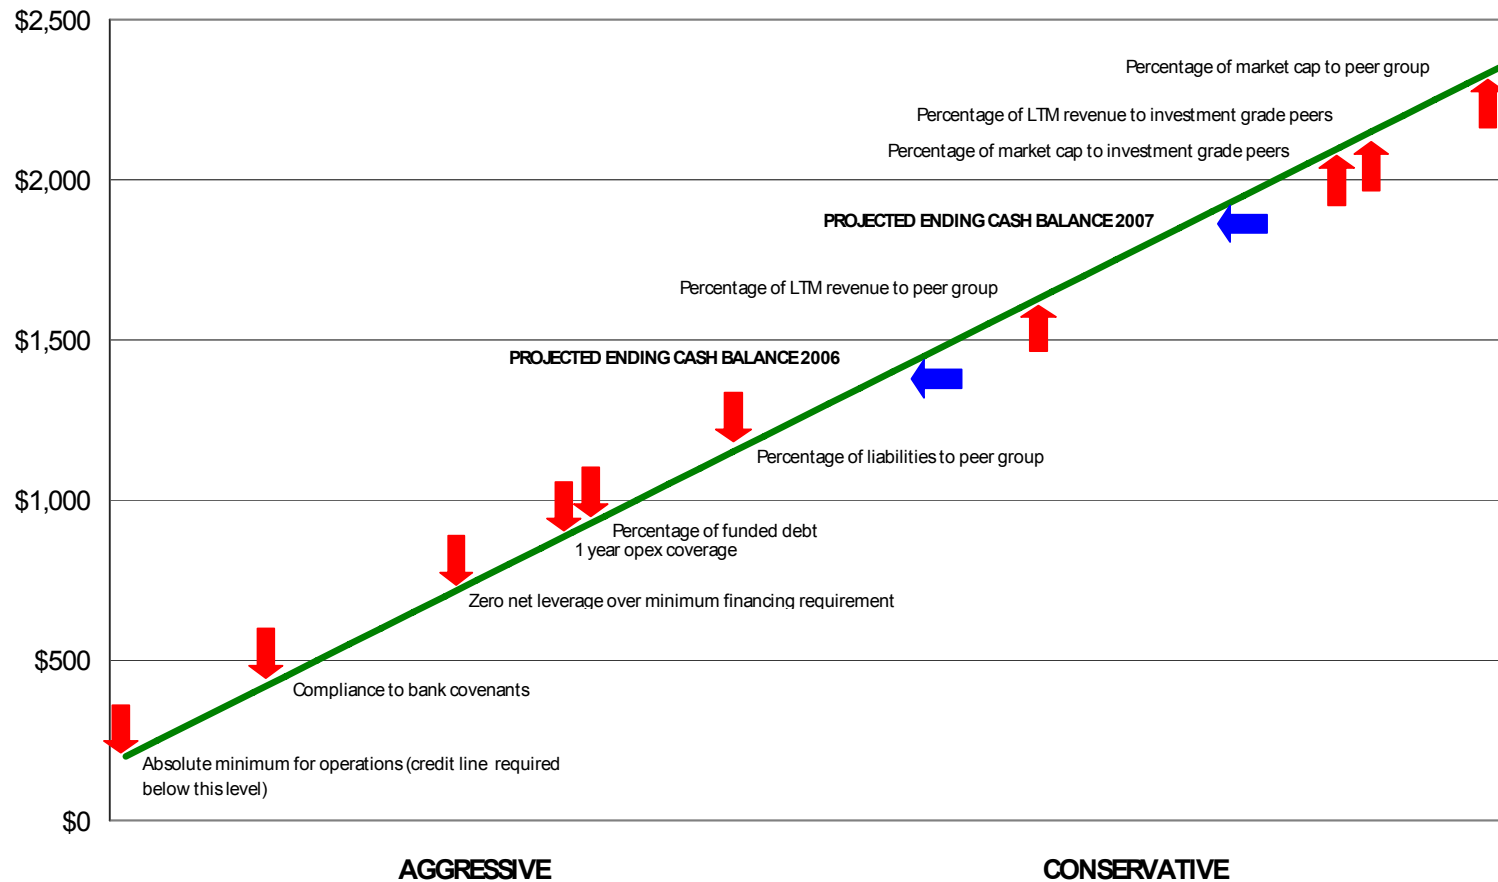 $2,500
Percentage of market cap to peer group
Percentage of LTM revenue to investment grade peers
Percentage of market cap to investment grade peers
$2,000
PROJECTED ENDING CASH BALANCE 2007
Percentage of LTM revenue to peer group
$1,500
PROJECTED ENDING CASH BALANCE 2006
Percentage of liabilities to peer group
$1,000
Percentage of funded debt
1 year opex coverage
Zero net leverage over minimum financing requirement
$500
Compliance to bank covenants
Absolute minimum for operations (credit line required
below this level)
$0
AGGRESSIVE
CONSERVATIVE